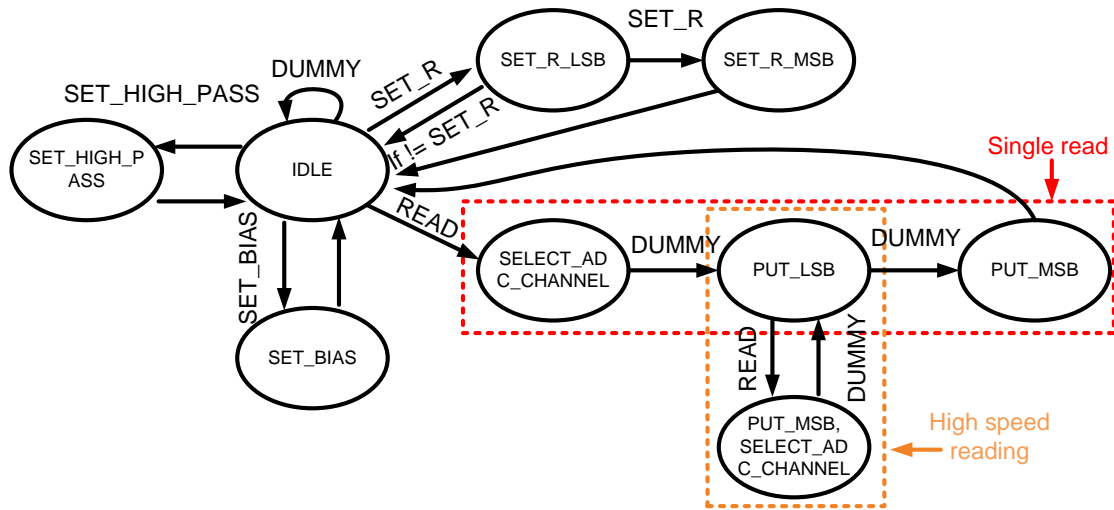 SET_R
SET_R_LSB
SET_R_MSB
DUMMY
SET_R
SET_HIGH_PASS
If != SET_R
SET_HIGH_P
ASS
IDLE
Single read
READ
SET_BIAS
SELECT_AD
C_CHANNEL
DUMMY
PUT_LSB
DUMMY
PUT_MSB
SET_BIAS
READ
DUMMY
PUT_MSB,
SELECT_AD
C_CHANNEL
High speed
reading